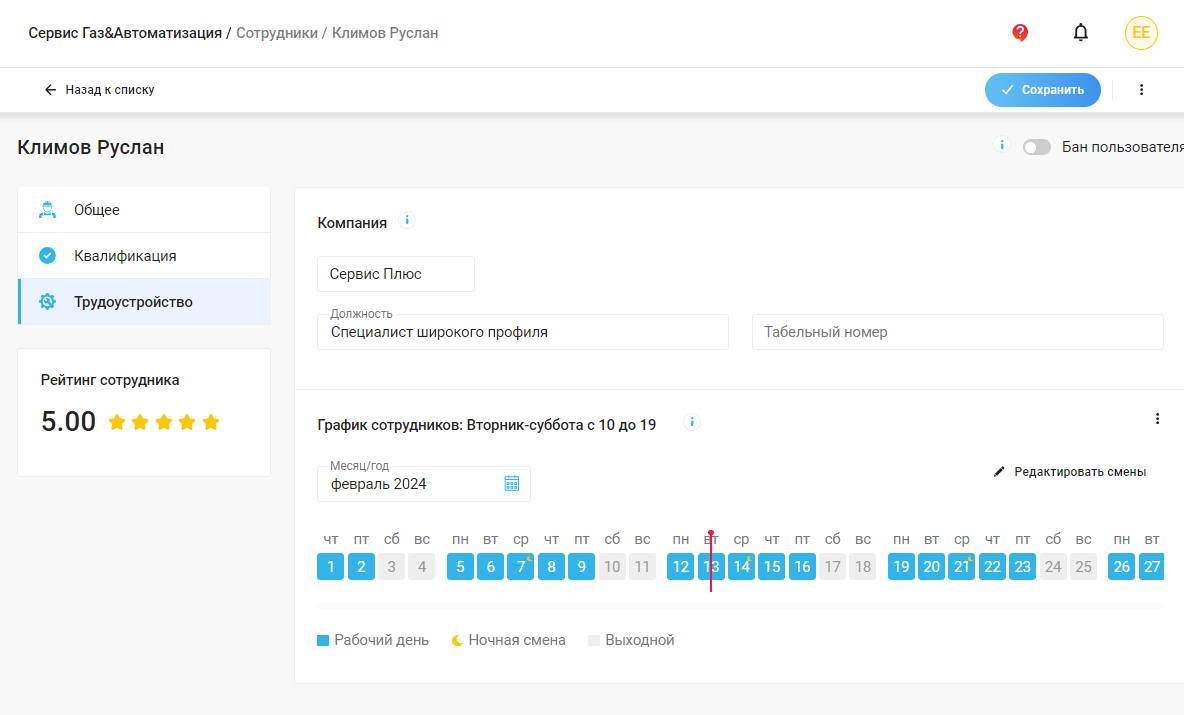 Сервис Газ&Автоматизация / Сотрудники / Климов Руслан
?
EE
Назад к списку
Сохранить
Климов Руслан
i
Бан пользователя
Общее
Квалификация
Трудоустройство
Рейтинг сотрудника
5.00
Компания
i
Сервис Плюс
Должность
Специалист широкого профиля
Табельный номер
График сотрудников: Вторник-суббота с 10 до 19
i
Месяц/год
февраль 2024
Редактировать смены
чт пт сб вс пн вт ср чт пт сб вс пн вт ср чт пт сб вс пн вт ср чт пт сб вс пн вт
1 2 3 4 5 6 7 8 9 10 11 12 13 14 15 16 17 18 19 20 21 22 23 24 25 26 27
Рабочий день Ночная смена Выходной